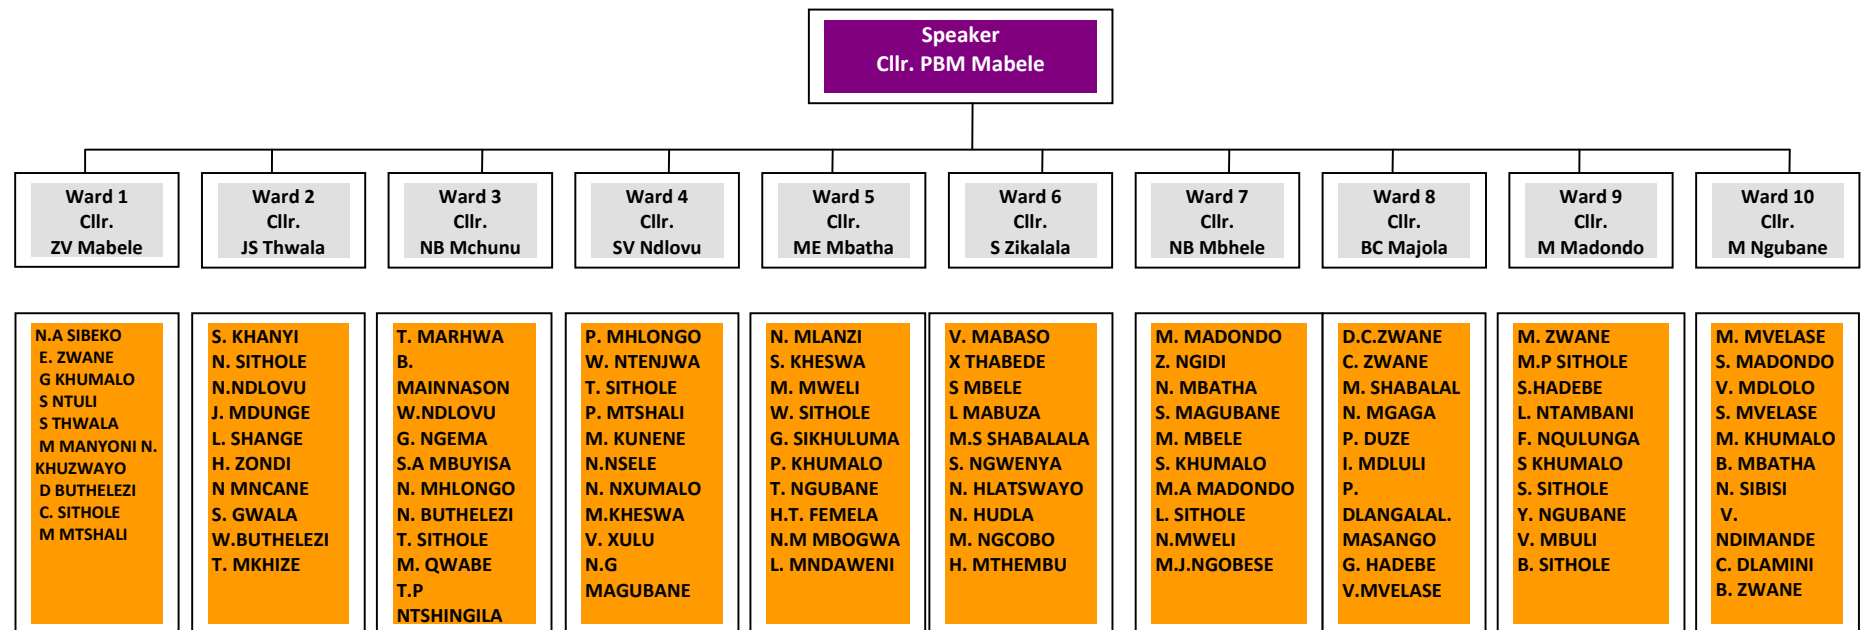 Speaker
Cllr. PBM Mabele
Ward 1
Cllr.
ZV Mabele
Ward 2
Cllr.
JS Thwala
Ward 3
Cllr.
NB Mchunu
Ward 4
Cllr.
SV Ndlovu
Ward 5
Cllr.
ME Mbatha
Ward 6
Cllr.
S Zikalala
Ward 7
Cllr.
NB Mbhele
Ward 8
Cllr.
BC Majola
Ward 9
Cllr.
M Madondo
Ward 10
Cllr.
M Ngubane
N.A SIBEKO
E. ZWANE
G KHUMALO
S NTULI
S THWALA
M MANYONI N.
KHUZWAYO
D BUTHELEZI
C. SITHOLE
M MTSHALI
S. KHANYI
N. SITHOLE
N.NDLOVU
J. MDUNGE
L. SHANGE
H. ZONDI
N MNCANE
S. GWALA
W.BUTHELEZI
T. MKHIZE
T. MARHWA
B.
MAINNASON
W.NDLOVU
G. NGEMA
S.A MBUYISA
N. MHLONGO
N. BUTHELEZI
T. SITHOLE
M. QWABE
T.P
NTSHINGILA
P. MHLONGO
W. NTENJWA
T. SITHOLE
P. MTSHALI
M. KUNENE
N.NSELE
N. NXUMALO
M.KHESWA
V. XULU
N.G
MAGUBANE
N. MLANZI
S. KHESWA
M. MWELI
W. SITHOLE
G. SIKHULUMA
P. KHUMALO
T. NGUBANE
H.T. FEMELA
N.M MBOGWA
L. MNDAWENI
V. MABASO
X THABEDE
S MBELE
L MABUZA
M.S SHABALALA
S. NGWENYA
N. HLATSWAYO
N. HUDLA
M. NGCOBO
H. MTHEMBU
M. MADONDO
Z. NGIDI
N. MBATHA
S. MAGUBANE
M. MBELE
S. KHUMALO
M.A MADONDO
L. SITHOLE
N.MWELI
M.J.NGOBESE
D.C.ZWANE
C. ZWANE
M. SHABALAL
N. MGAGA
P. DUZE
I. MDLULI
P.
DLANGALAL.
MASANGO
G. HADEBE
V.MVELASE
M. ZWANE
M.P SITHOLE
S.HADEBE
L. NTAMBANI
F. NQULUNGA
S KHUMALO
S. SITHOLE
Y. NGUBANE
V. MBULI
B. SITHOLE
M. MVELASE
S. MADONDO
V. MDLOLO
S. MVELASE
M. KHUMALO
B. MBATHA
N. SIBISI
V.
NDIMANDE
C. DLAMINI
B. ZWANE